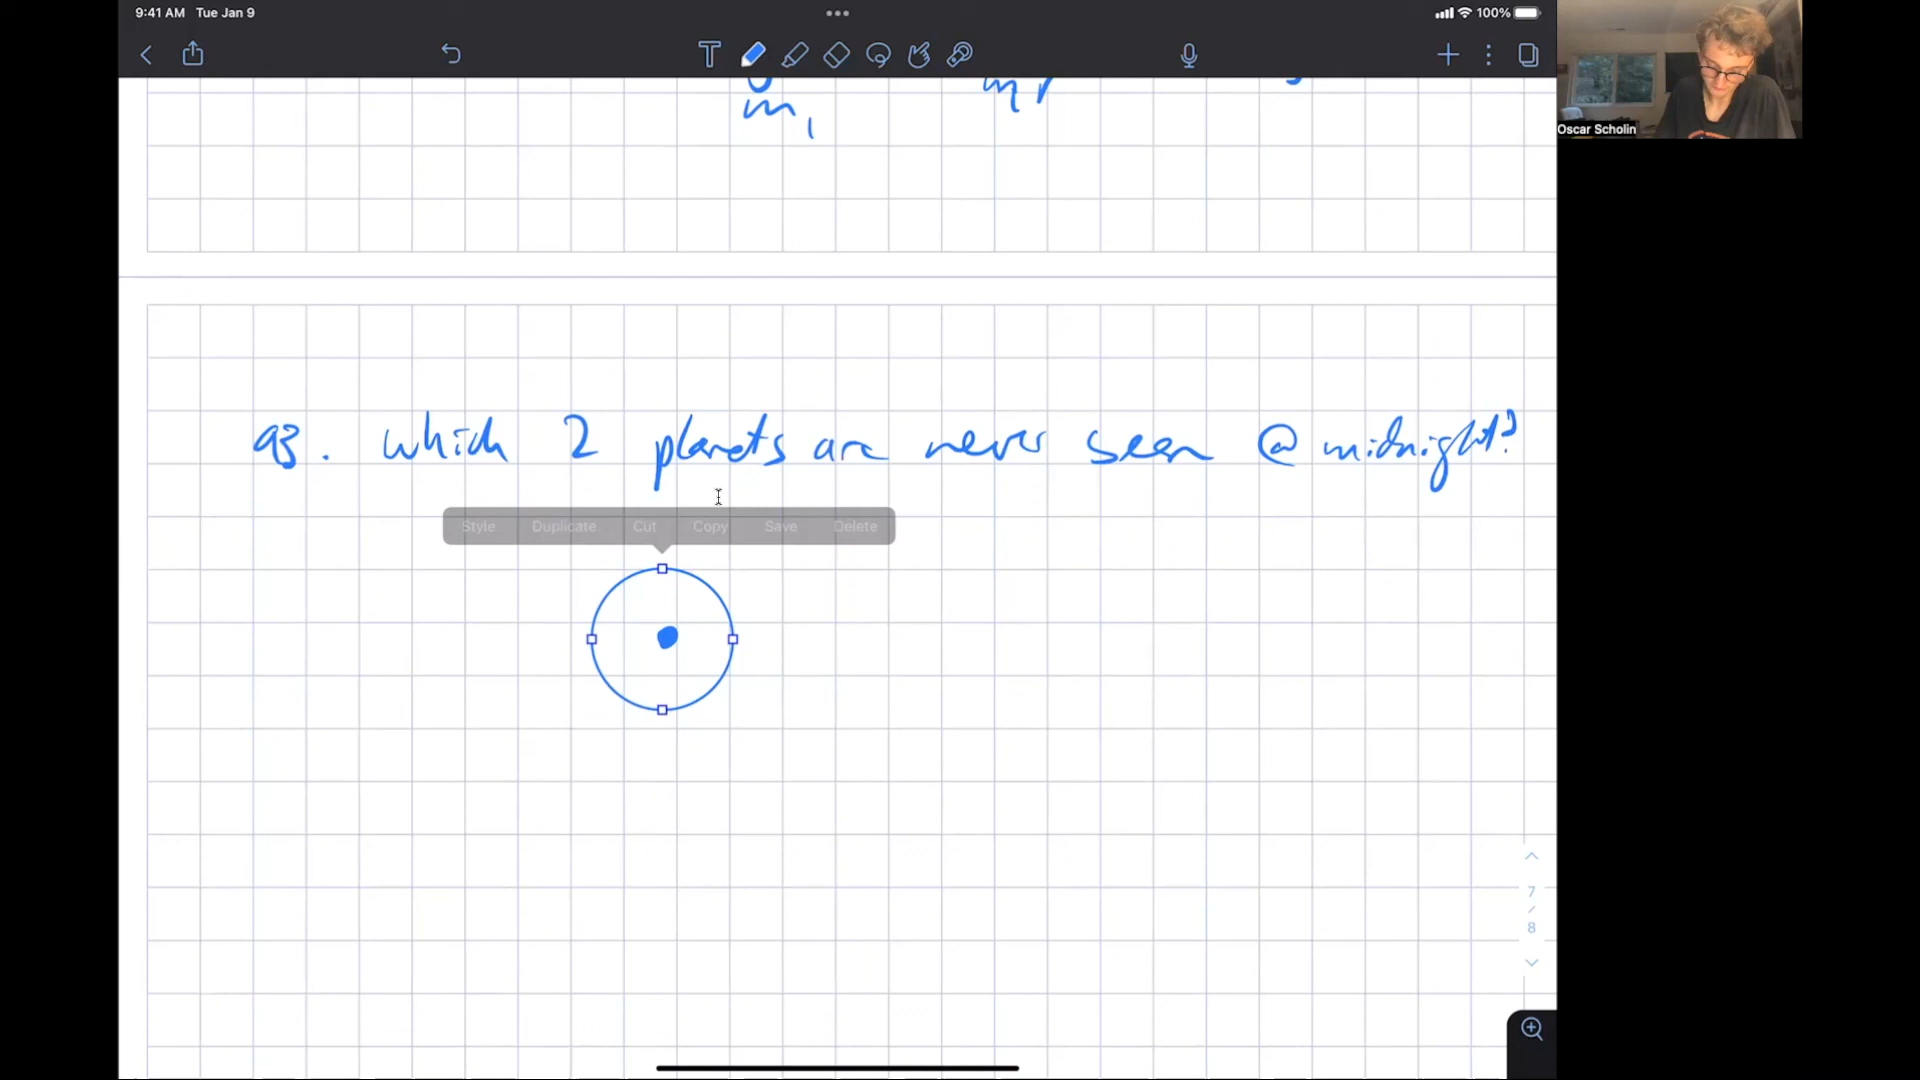 9:41 AM Tue Jan 9
100%
Oscar Scholin
m1
Q3. Which 2 planets are never seen @ midnight?
Style Duplicate Cut Copy Save Delete
7
/
8